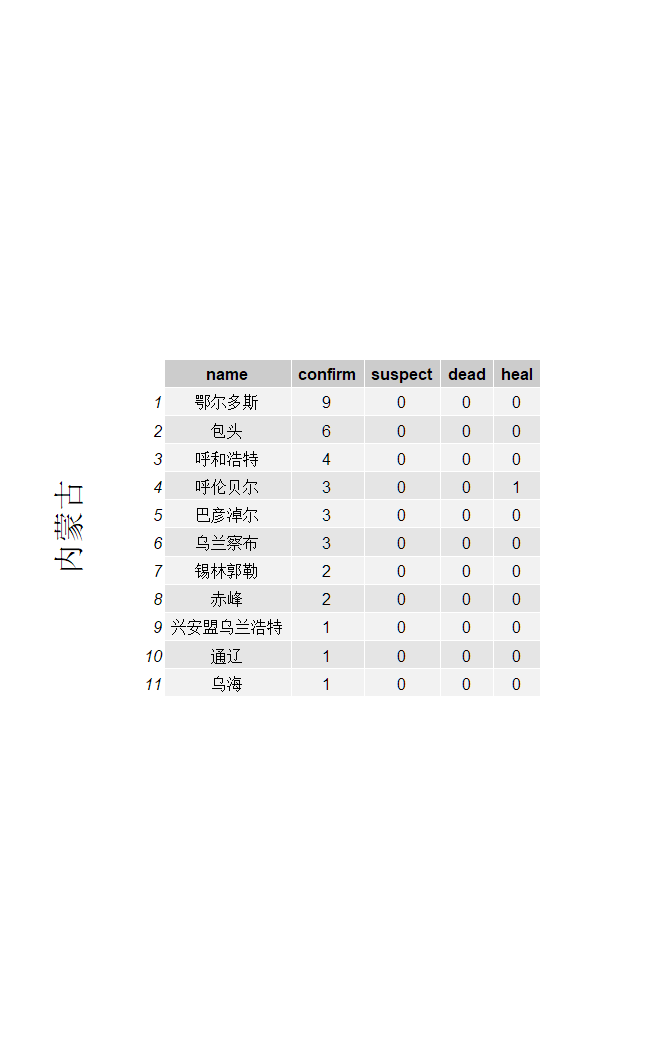 内蒙古
name confirm suspect dead heal
1 鄂尔多斯 9 0 0 0
2 包头 6 0 0 0
3 呼和浩特 4 0 0 0
4 呼伦贝尔 3 0 0 1
5 巴彦淖尔 3 0 0 0
6 乌兰察布 3 0 0 0
7 锡林郭勒 2 0 0 0
8 赤峰 2 0 0 0
9 兴安盟乌兰浩特 1 0 0 0
10 通辽 1 0 0 0
11 乌海 1 0 0 0